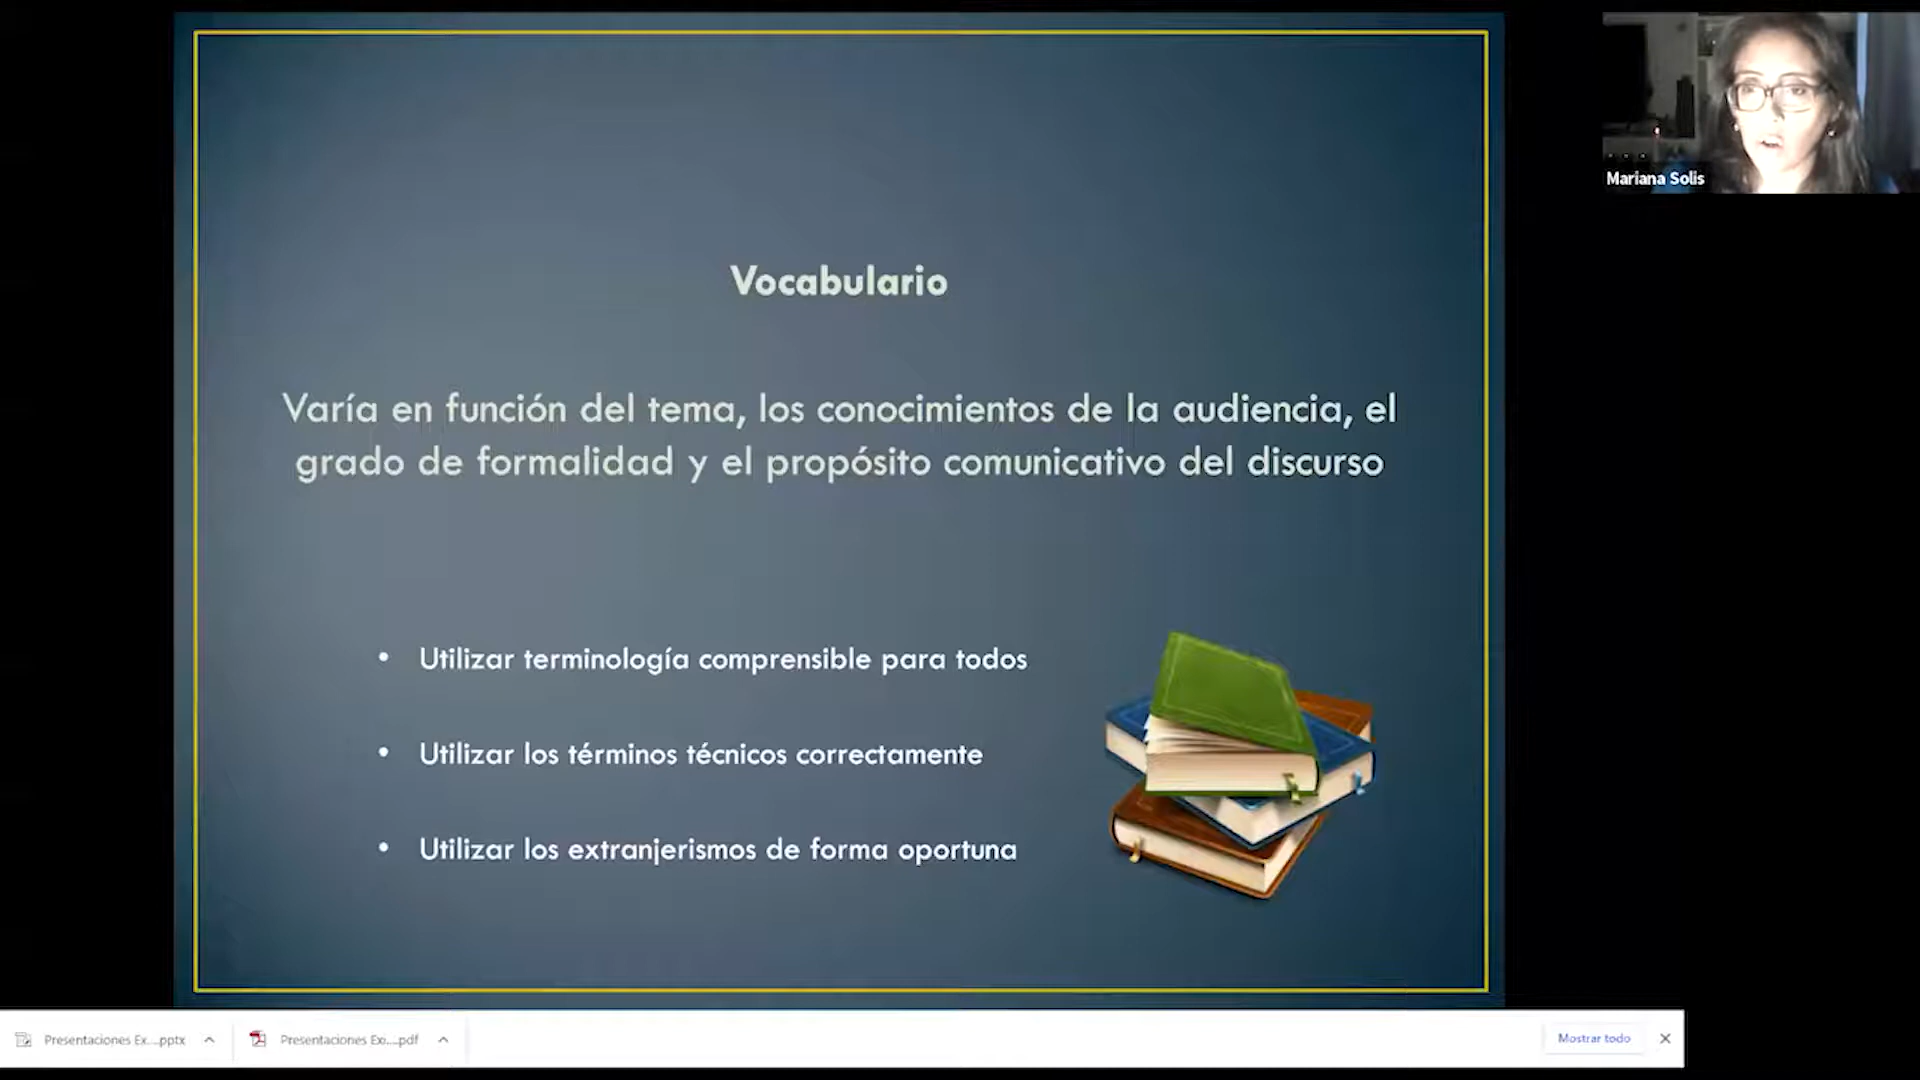 Mariana Solis
Vocabulario
Varía en función del tema, los conocimientos de la audiencia, el
grado de formalidad y el propósito comunicativo del discurso
• Utilizar terminología comprensible para todos
• Utilizar los términos técnicos correctamente
• Utilizar los extranjerismos de forma oportuna
Presentaciones Ex....pptx
Presentaciones Exi....pdf
Mostrar todo